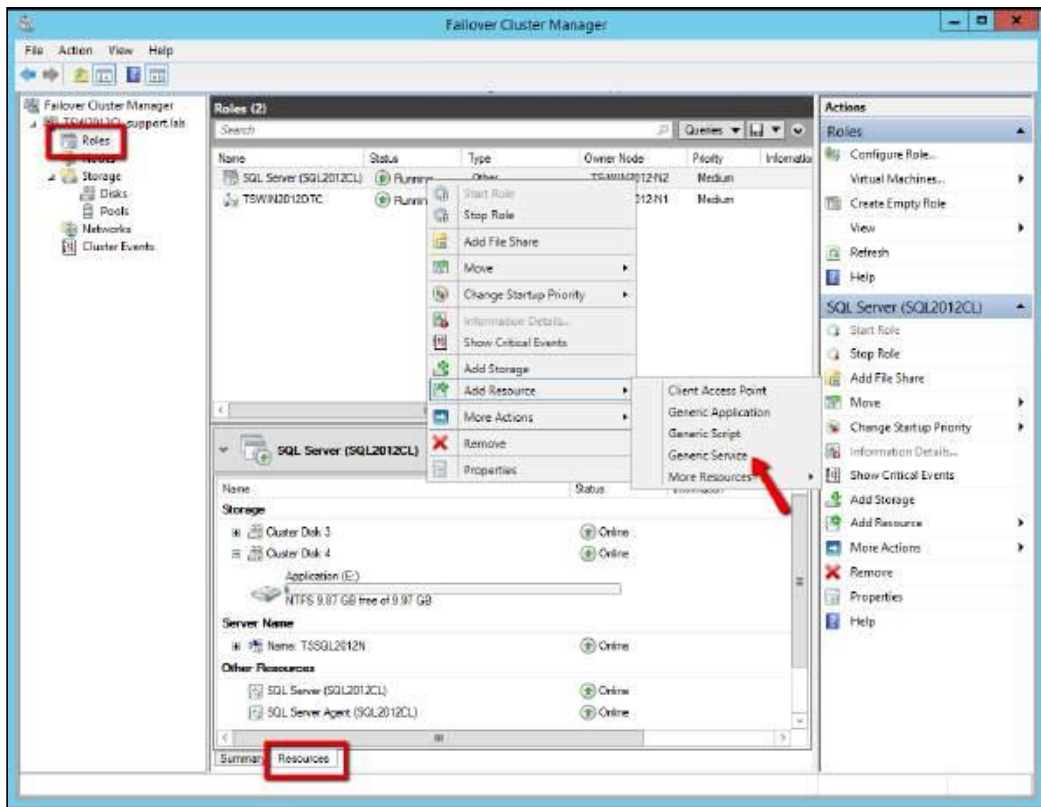 Failover Cluster Manager
File Action View Help
Failover Cluster Manager
support.lab
Roles
Nodes
Storage
Disks
Pools
Networks
Cluster Events
Roles (2)
Search
Queries
Name Status Type Owner Node Priority
SQL Server (SQL2012CL) Other TS-WIN2012-N2 Medium
TSWIN2012DTC Medium
Start Role
Stop Role
Add File Share
Move
Change Startup Priority
Information Details...
Show Critical Events
Add Storage
Add Resource
More Actions
Remove
Properties
Client Access Point
Generic Application
Generic Script
Generic Service
More Resources
SQL Server (SQL2012CL)
Name Status
Storage
Cluster Disk 3 Online
Cluster Disk 4 Online
Application (E:)
NTFS 9.87 GB free of 9.97 GB
Server Name
Name: TSSQL2012N Online
Other Resources
SQL Server (SQL2012CL) Online
SQL Server Agent (SQL2012CL) Online
Summary Resources
Actions
Roles
Configure Role...
Virtual Machines...
Create Empty Role
View
Refresh
Help
SQL Server (SQL2012CL)
Start Role
Stop Role
Add File Share
Move
Change Startup Priority
Information Details...
Show Critical Events
Add Storage
Add Resource
More Actions
Remove
Properties
Help